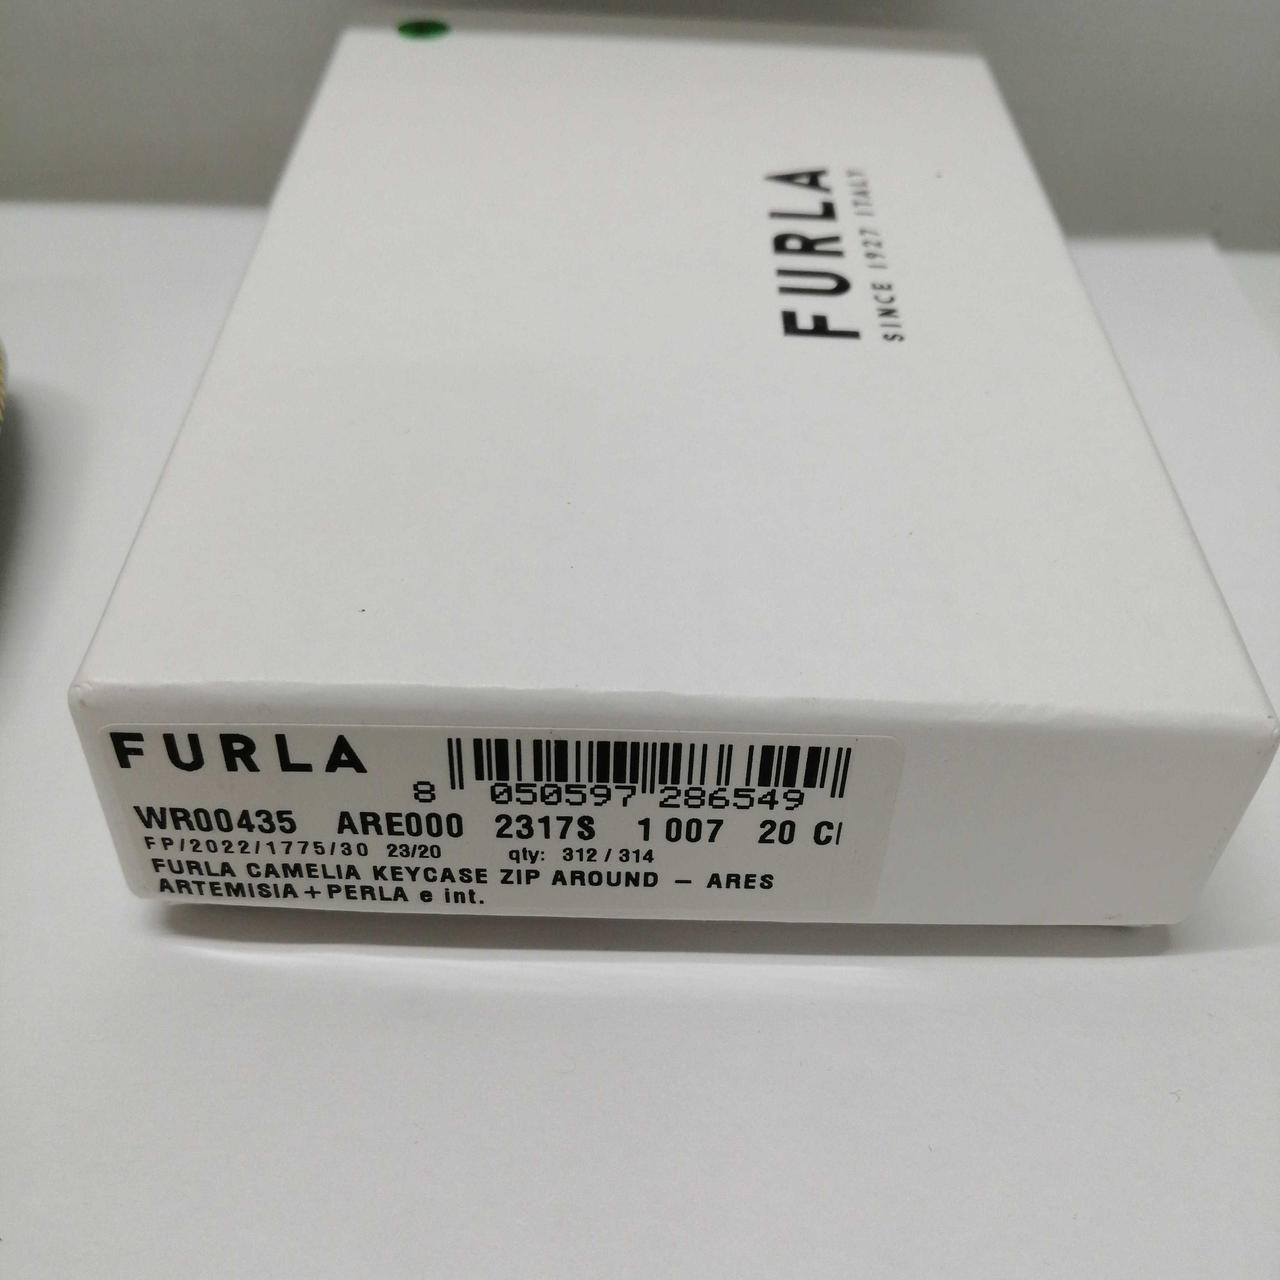 FURLA
SINCE 1927 ITALY
FURLA
8 050597 286549
WR00435 ARE000 2317S 1 007 20 CI
FP/2022/1775/30 23/20 qty: 312 / 314
FURLA CAMELIA KEYCASE ZIP AROUND – ARES
ARTEMISIA+PERLA e int.